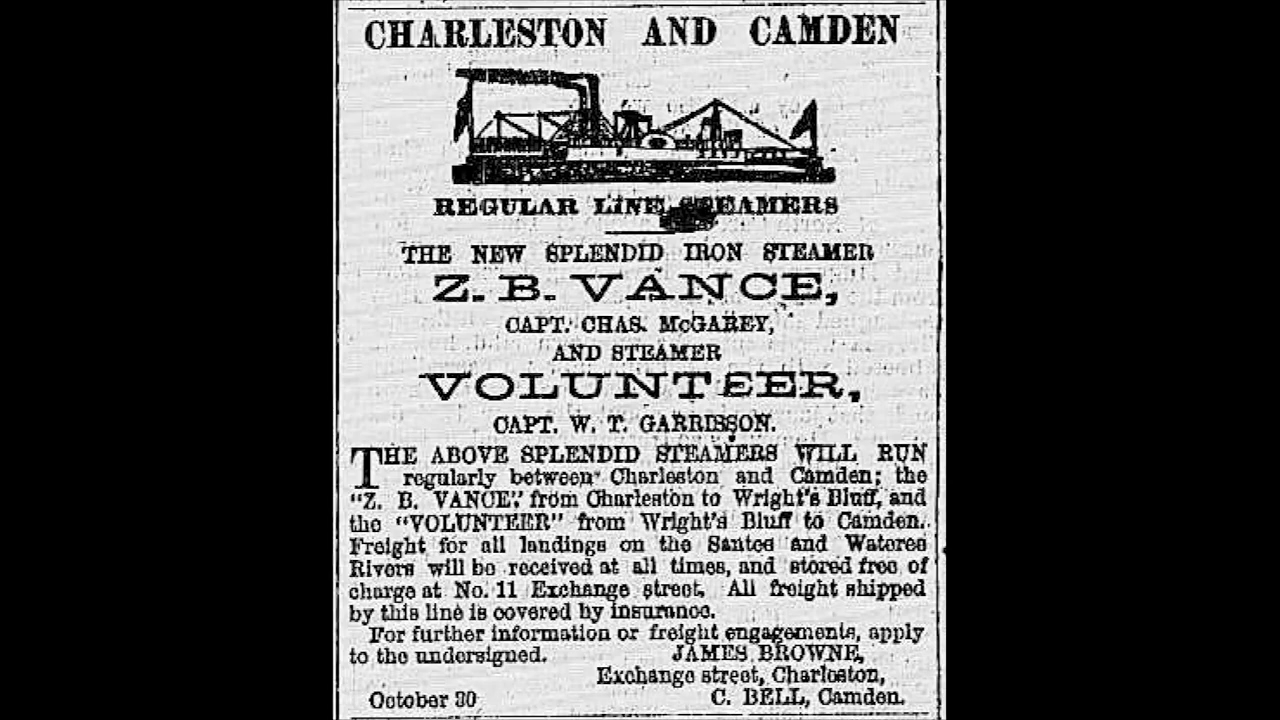 CHARLESTON AND CAMDEN
REGULAR LINE STEAMERS
THE NEW SPLENDID IRON STEAMER
Z. B. VANCE,
CAPT. CHAS. McGAREY,
AND STEAMER
VOLUNTEER,
CAPT. W. T. GARRISSON.
THE ABOVE SPLENDID STEAMERS WILL RUN
regularly between Charleston and Camden; the
"Z. B. VANCE" from Charleston to Wright's Bluff, and
the "VOLUNTEER" from Wright's Bluff to Camden.
Freight for all landings on the Santee and Wateree
Rivers will be received at all times, and stored free of
charge at No. 11 Exchange street. All freight shipped
by this line is covered by insurance.
For further information or freight engagements, apply
to the undersigned. JAMES BROWNE,
Exchange street, Charleston,
October 30 C. BELL, Camden.